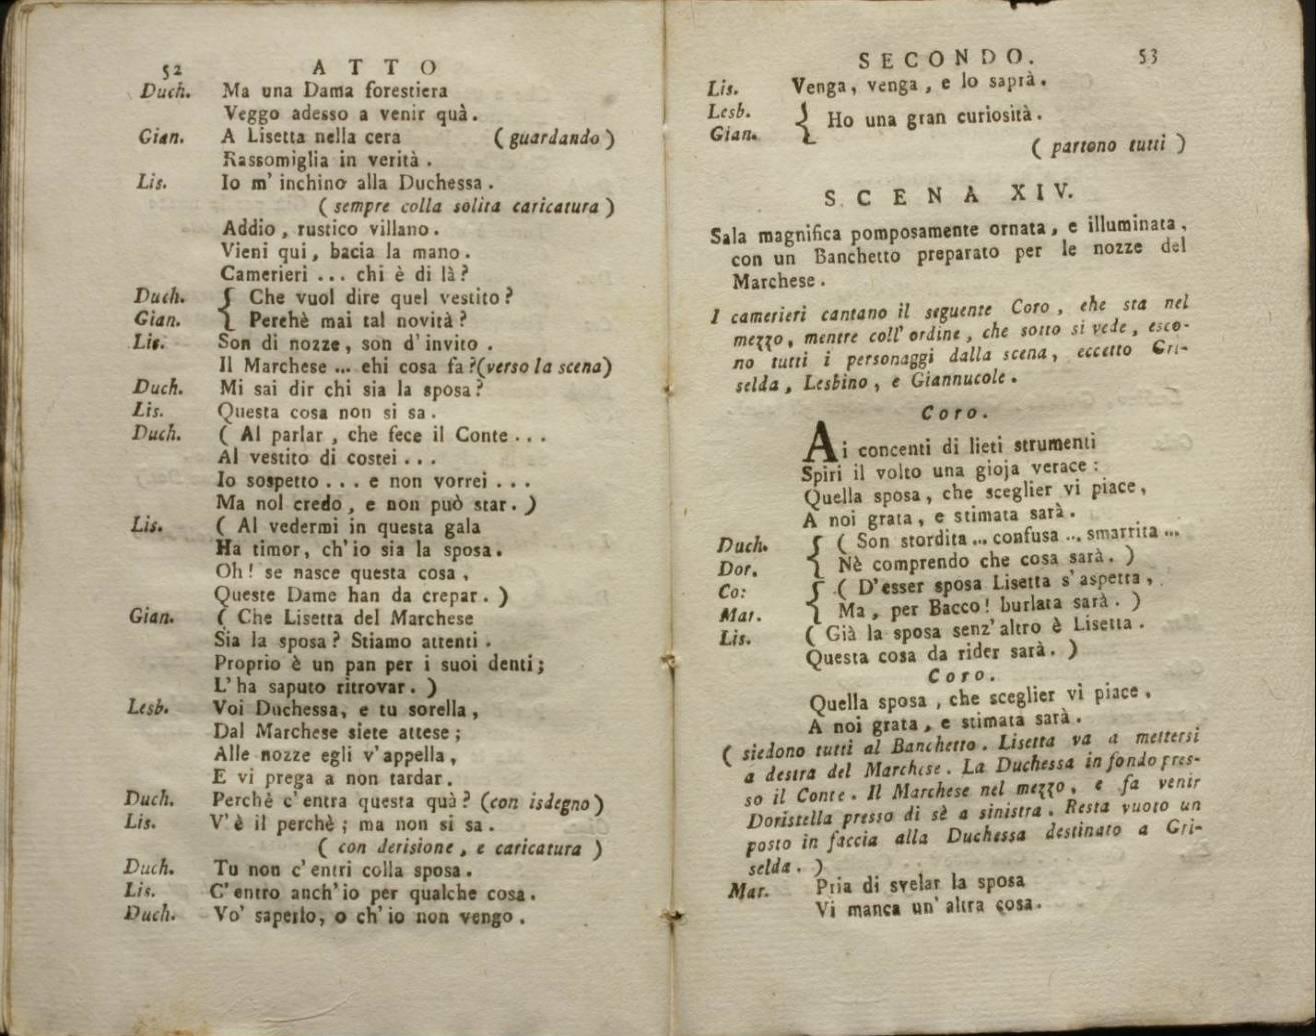 52 ATTO
Duch. Ma una Dama forestiera
Veggo adesso a venir quà.
Gian. A Lisetta nella cera (guardando)
Rassomiglia in verità.
Lis. Io m'inchino alla Duchessa.
(sempre colla solita caricatura)
Addio, rustico villano.
Vieni qui, bacia la mano.
Camerieri ... chi è di là?
Duch. { Che vuol dire quel vestito?
Gian. Perchè mai tal novità?
Lis. Son di nozze, son d'invito.
Il Marchese ... ehi cosa fa? (verso la scena)
Duch. Mi sai dir chi sia la sposa?
Lis. Questa cosa non si sa.
Duch. (Al parlar, che fece il Conte ...
Al vestito di costei ...
Io sospetto ... e non vorrei ...
Ma nol credo, e non può star.)
Lis. (Al vedermi in questa gala
Ha timor, ch'io sia la sposa.
Oh! se nasce questa cosa,
Queste Dame han da crepar.)
Gian. (Che Lisetta del Marchese
Sia la sposa? Stiamo attenti.
Proprio è un pan per i suoi denti;
L'ha saputo ritrovar.)
Lesb. Voi Duchessa, e tu sorella,
Dal Marchese siete attese;
Alle nozze egli v'appella,
E vi prega a non tardar.
Duch. Perchè c'entra questa quà? (con isdegno)
Lis. V'è il perchè; ma non si sa.
(con derisione, e caricatura)
Duch. Tu non c'entri colla sposa.
Lis. C'entro anch'io per qualche cosa.
Duch. Vo' saperlo, o ch'io non vengo.
SECONDO. 53
Lis. Venga, venga, e lo saprà.
Lesb. { Ho una gran curiosità.
Gian.
(partono tutti)
SCENA XIV.
Sala magnifica pomposamente ornata, e illuminata,
con un Banchetto preparato per le nozze del
Marchese.
I camerieri cantano il seguente Coro, che sta nel
mezzo, mentre coll'ordine, che sotto si vede, esco-
no tutti i personaggi dalla scena, eccetto Gri-
selda, Lesbino, e Giannucole.
Coro.
Ai concenti di lieti strumenti
Spiri il volto una gioja verace:
Quella sposa, che sceglier vi piace,
A noi grata, e stimata sarà.
Duch. { (Son stordita ... confusa ... smarrita ...
Dor. Nè comprendo che cosa sarà.)
Co: { (D'esser sposa Lisetta s'aspetta,
Mar. Ma, per Bacco! burlata sarà.)
Lis. (Già la sposa senz'altro è Lisetta.
Questa cosa da rider sarà.)
Coro.
Quella sposa, che sceglier vi piace,
A noi grata, e stimata sarà.
(siedono tutti al Banchetto. Lisetta va a mettersi
a destra del Marchese. La Duchessa in fondo pres-
so il Conte. Il Marchese nel mezzo, e fa venir
Doristella presso di sè a sinistra. Resta vuoto un
posto in faccia alla Duchessa destinato a Gri-
selda.)
Mar. Pria di svelar la sposa
Vi manca un'altra cosa.